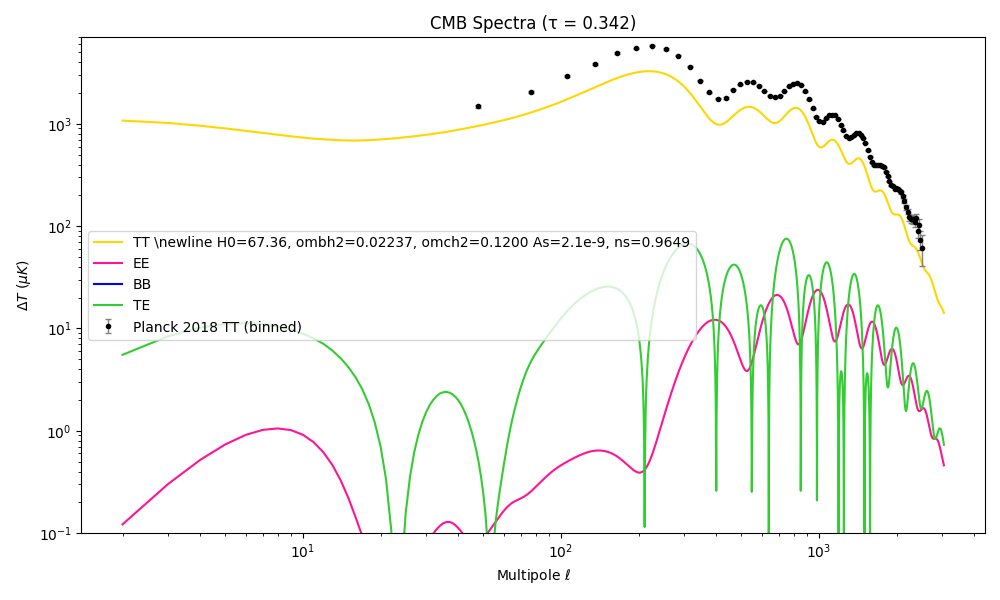 CMB Spectra (τ = 0.342)
ΔT (μK)
10³
10²
10¹
10⁰
10⁻¹
TT \newline H0=67.36, ombh2=0.02237, omch2=0.1200 As=2.1e-9, ns=0.9649
EE
BB
TE
Planck 2018 TT (binned)
10¹ 10² 10³
Multipole ℓ